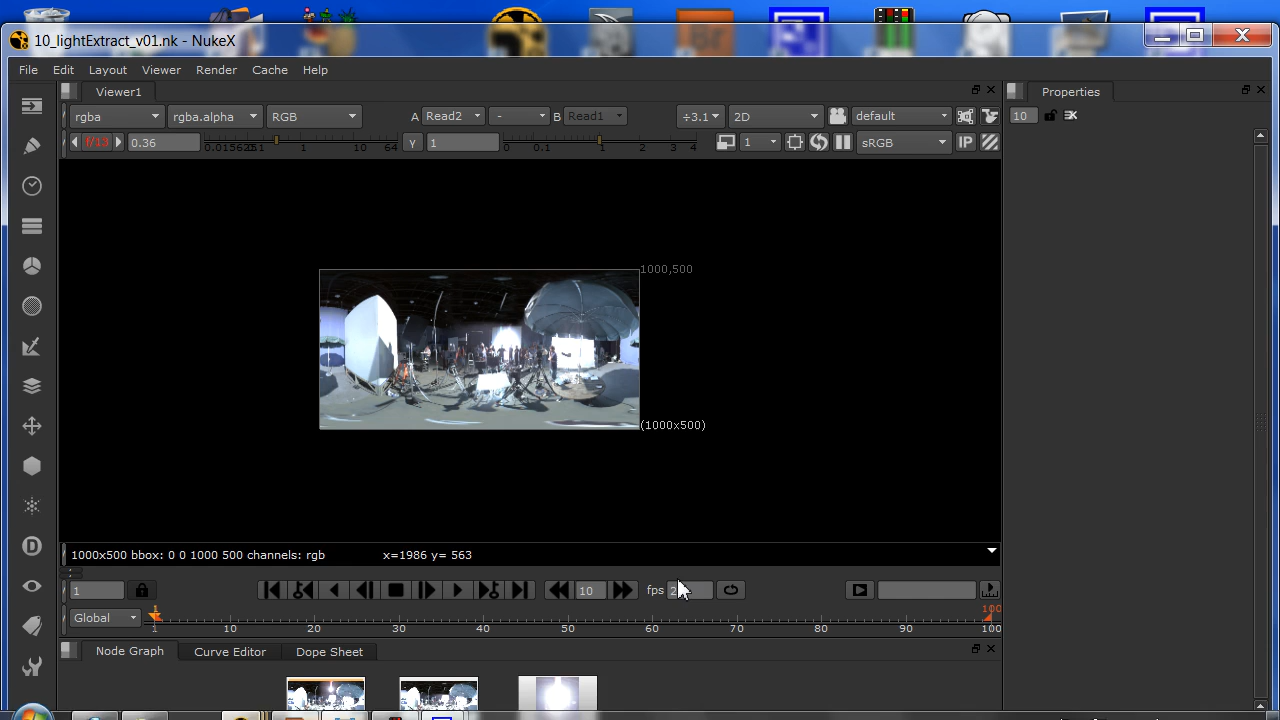 10_lightExtract_v01.nk - NukeX
File Edit Layout Viewer Render Cache Help
Viewer1
Properties
rgba rgba.alpha RGB A Read2 - B Read1 ÷3.1 2D default
10
f/13 0.36 1 10 64 γ 1 0 0.1 1 2 3 4 1 sRGB IP
1000,500
(1000x500)
1000x500 bbox: 0 0 1000 500 channels: rgb x=1986 y= 563
1 10 fps
Global 1 100
1 10 20 30 40 50 60 70 80 90 100
Node Graph Curve Editor Dope Sheet